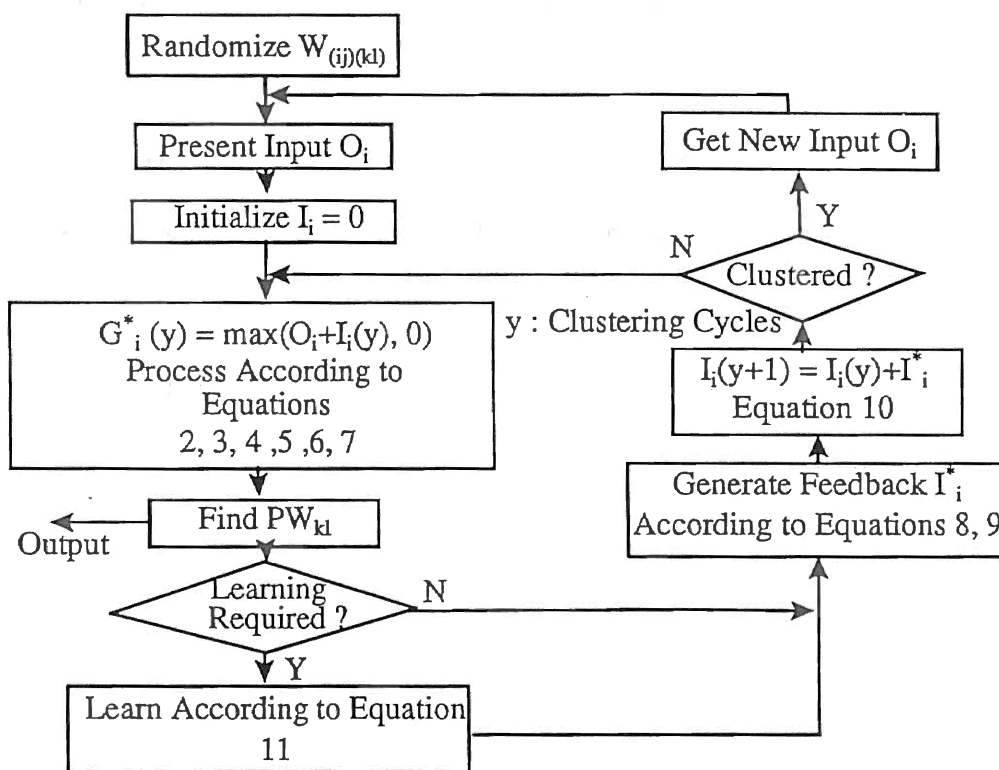 Randomize W(ij)(kl)
Present Input Oi
Initialize Ii = 0
G*i (y) = max(Oi+Ii(y), 0)
Process According to
Equations
2, 3, 4 ,5 ,6, 7
Find PWkl
Output
Learning
Required ?
N
Y
Learn According to Equation
11
Generate Feedback I*i
According to Equations 8, 9
Ii(y+1) = Ii(y)+I*i
Equation 10
y : Clustering Cycles
Clustered ?
N
Y
Get New Input Oi